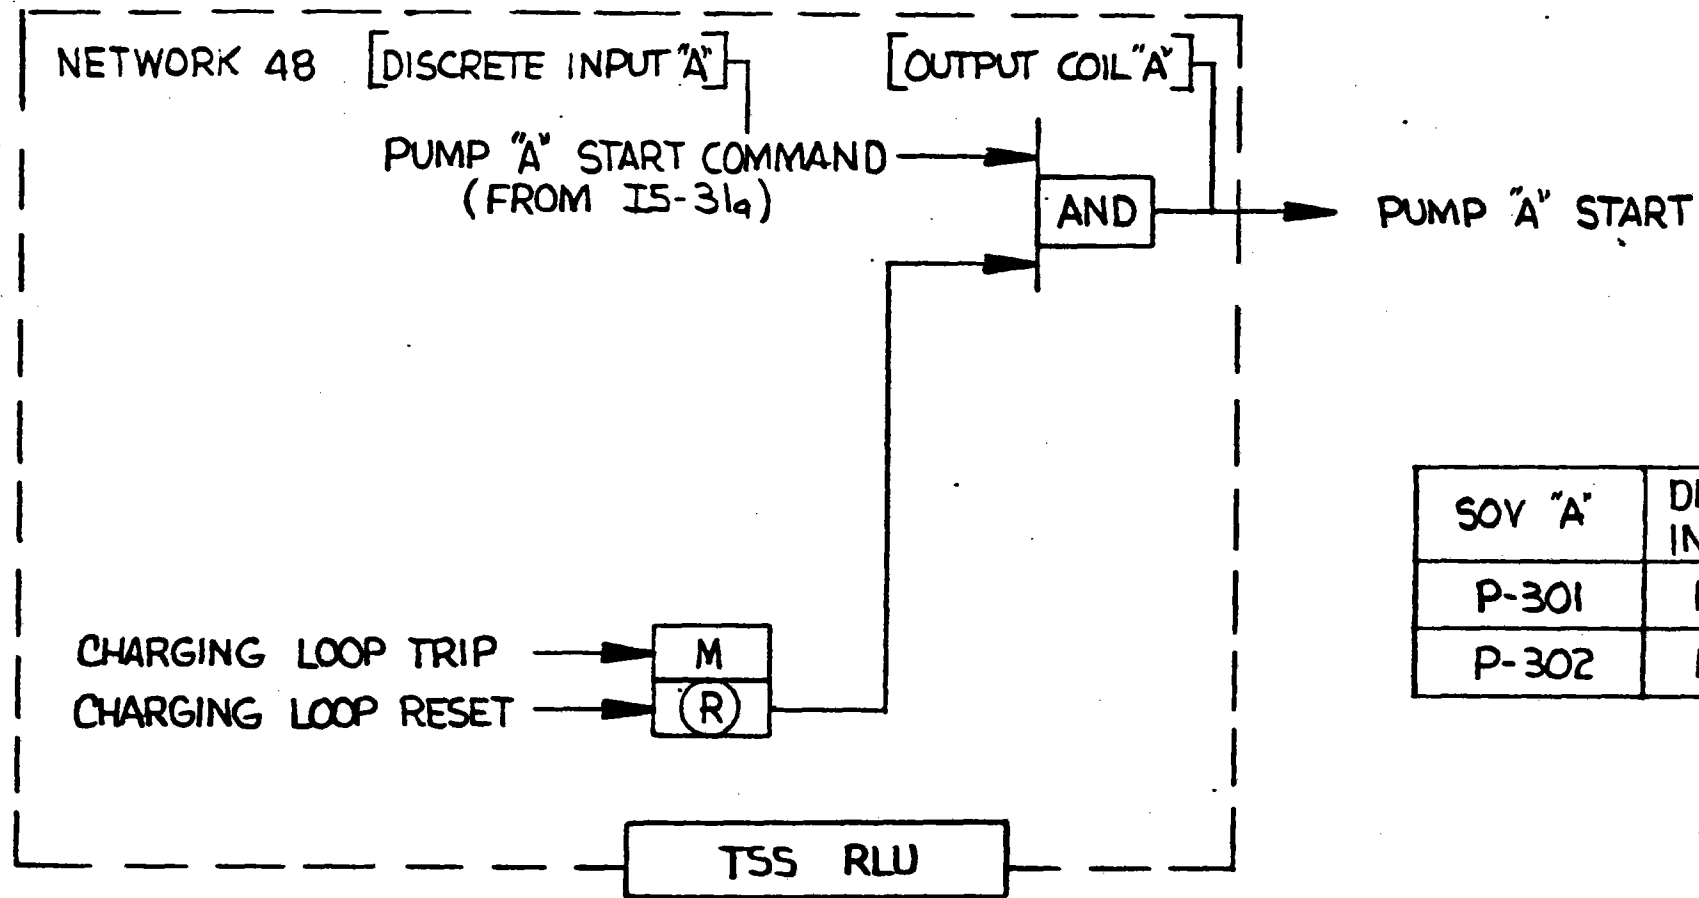 NETWORK 48 [DISCRETE INPUT "A"] [OUTPUT COIL "A"]
PUMP "A" START COMMAND
(FROM I5-31a)
AND
PUMP "A" START
SOV "A"
P-301
P-302
CHARGING LOOP TRIP
M
CHARGING LOOP RESET
R
TSS RLU